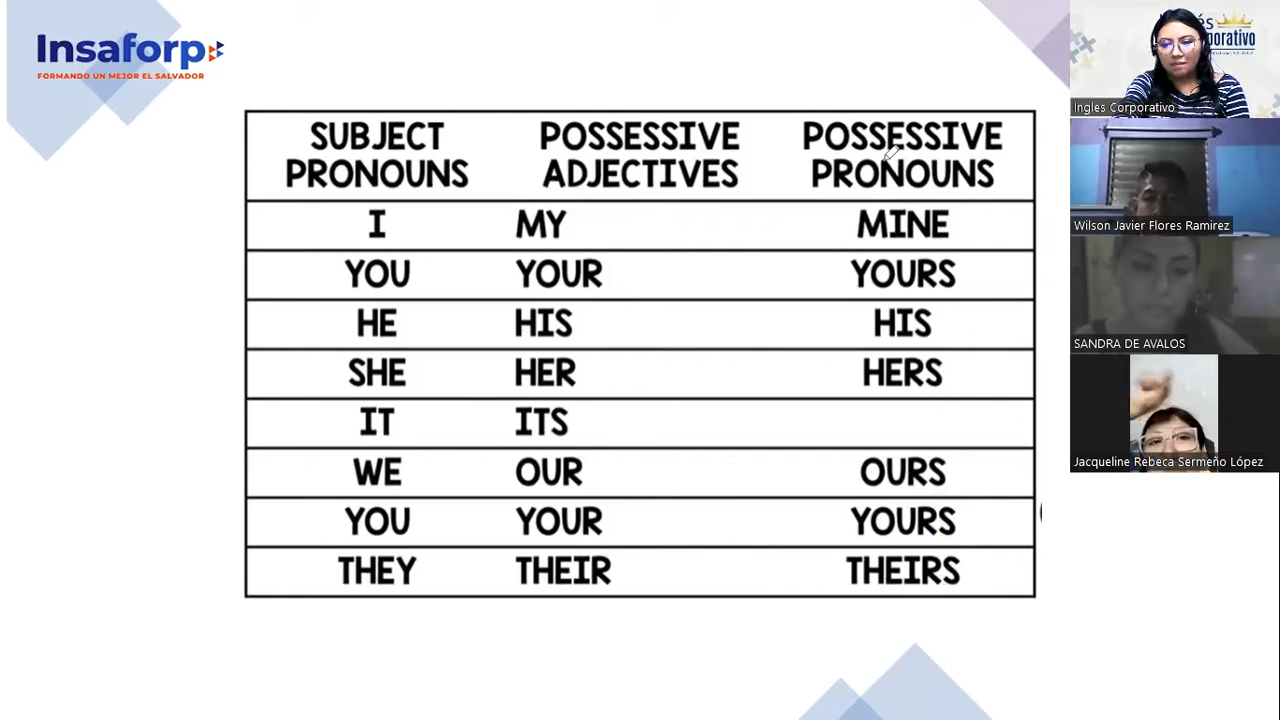 Insaforp
FORMANDO UN MEJOR EL SALVADOR
SUBJECT PRONOUNS POSSESSIVE ADJECTIVES POSSESSIVE PRONOUNS
I MY MINE
YOU YOUR YOURS
HE HIS HIS
SHE HER HERS
IT ITS
WE OUR OURS
YOU YOUR YOURS
THEY THEIR THEIRS
Ingles Corporativo
Wilson Javier Flores Ramirez
SANDRA DE AVALOS
Jacqueline Rebeca Sermeño López